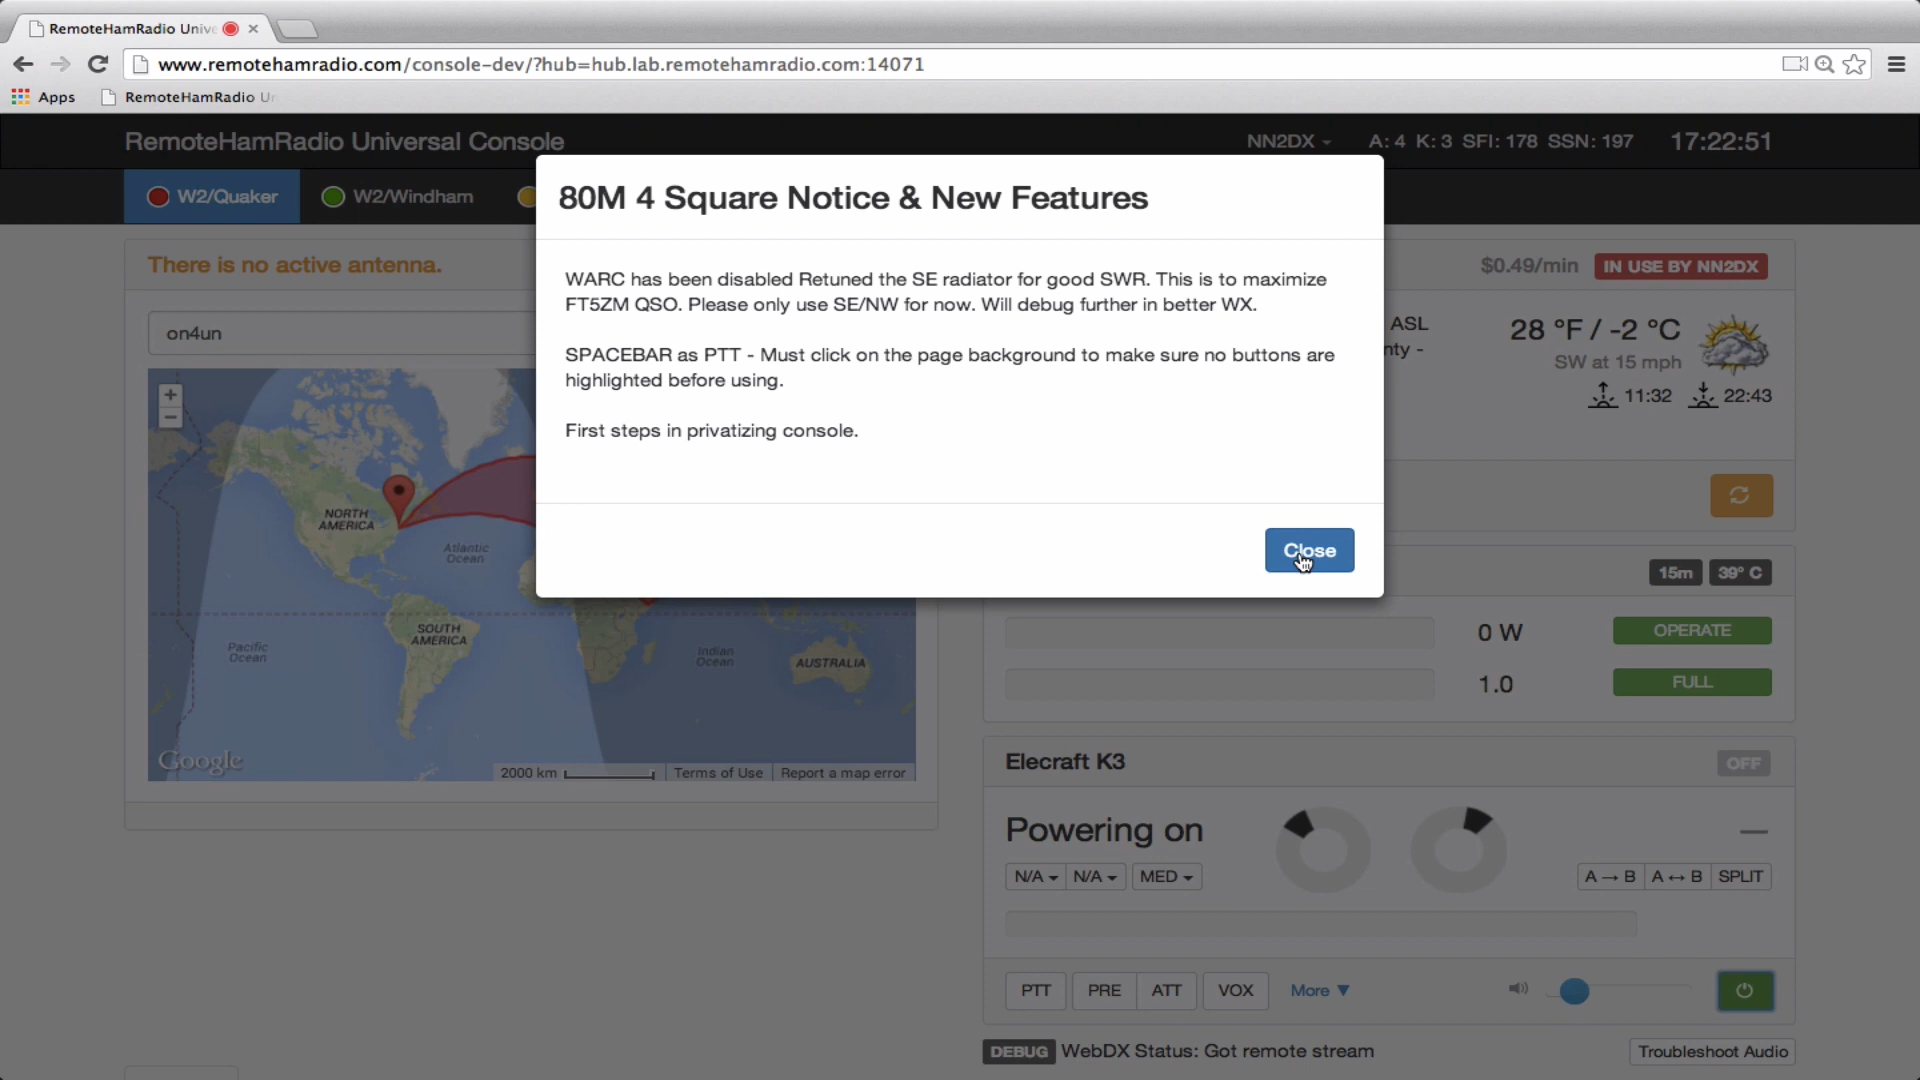 RemoteHamRadio Unive
www.remotehamradio.com/console-dev/?hub=hub.lab.remotehamradio.com:14071
Apps RemoteHamRadio Un
RemoteHamRadio Universal Console
NN2DX
A: 4 K: 3 SFI: 178 SSN: 197
17:22:51
W2/Quaker
W2/Windham
80M 4 Square Notice & New Features
WARC has been disabled Retuned the SE radiator for good SWR. This is to maximize
FT5ZM QSO. Please only use SE/NW for now. Will debug further in better WX.
SPACEBAR as PTT - Must click on the page background to make sure no buttons are
highlighted before using.
First steps in privatizing console.
Close
There is no active antenna.
on4un
+
−
NORTH
AMERICA
Atlantic
Ocean
SOUTH
AMERICA
Pacific
Ocean
Indian
Ocean
AUSTRALIA
Google
2000 km
Terms of Use
Report a map error
$0.49/min
IN USE BY NN2DX
ASL
nty -
28 °F / -2 °C
SW at 15 mph
11:32
22:43
15m
39° C
0 W
OPERATE
1.0
FULL
Elecraft K3
OFF
Powering on
—
N/A
N/A
MED
A → B
A ↔ B
SPLIT
PTT
PRE
ATT
VOX
More ▼
DEBUG WebDX Status: Got remote stream
Troubleshoot Audio